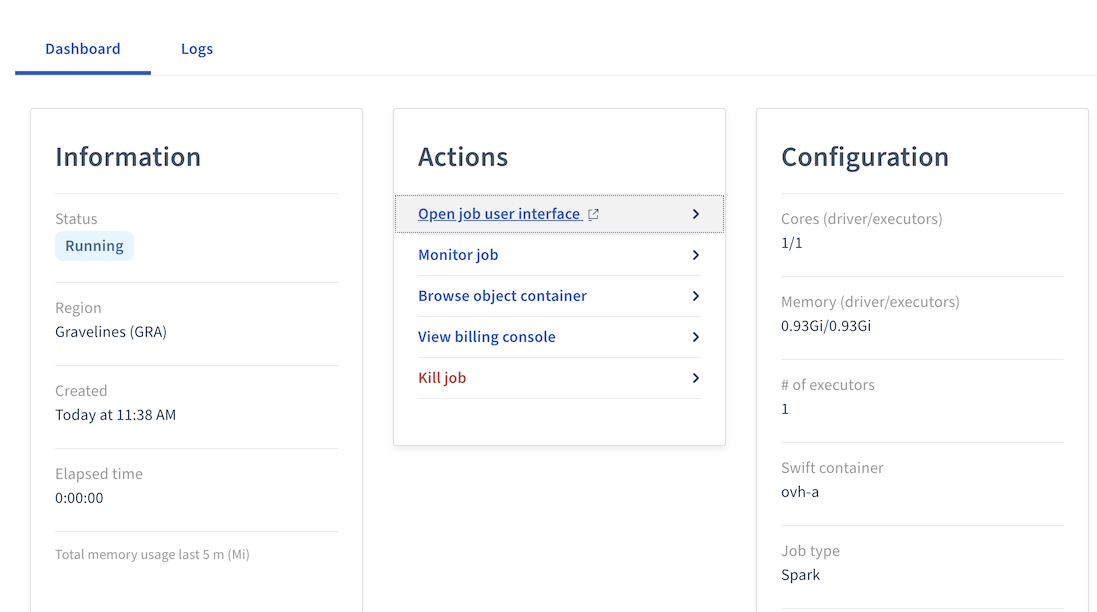 Dashboard
Logs
Information
Status
Running
Region
Gravelines (GRA)
Created
Today at 11:38 AM
Elapsed time
0:00:00
Total memory usage last 5 m (Mi)
Actions
Open job user interface
Monitor job
Browse object container
View billing console
Kill job
Configuration
Cores (driver/executors)
1/1
Memory (driver/executors)
0.93Gi/0.93Gi
# of executors
1
Swift container
ovh-a
Job type
Spark